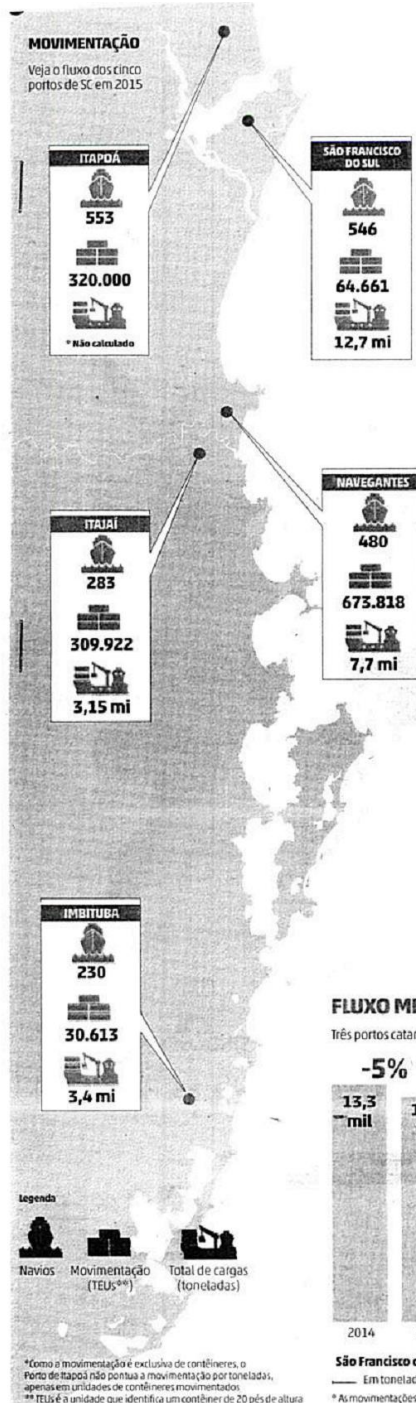 MOVIMENTAÇÃO
Veja o fluxo dos cinco
portos de SC em 2015
ITAPOÁ
553
320.000
* Não calculado
SÃO FRANCISCO
DO SUL
546
64.661
12,7 mi
NAVEGANTES
480
673.818
7,7 mi
ITAJAÍ
283
309.922
3,15 mi
IMBITUBA
230
30.613
3,4 mi
Legenda
Navios
Movimentação
(TEUs**)
Total de cargas
(toneladas)
*Como a movimentação é exclusiva de contêineres, o
Porto de Itapoá não pontua a movimentação por toneladas,
apenas em unidades de contêineres movimentados
** TEUs é a unidade que identifica um contêiner de 20 pés de altura
FLUXO
Três portos
-5%
13,3
mil
2014
São Francisco
Em
* As movimentações